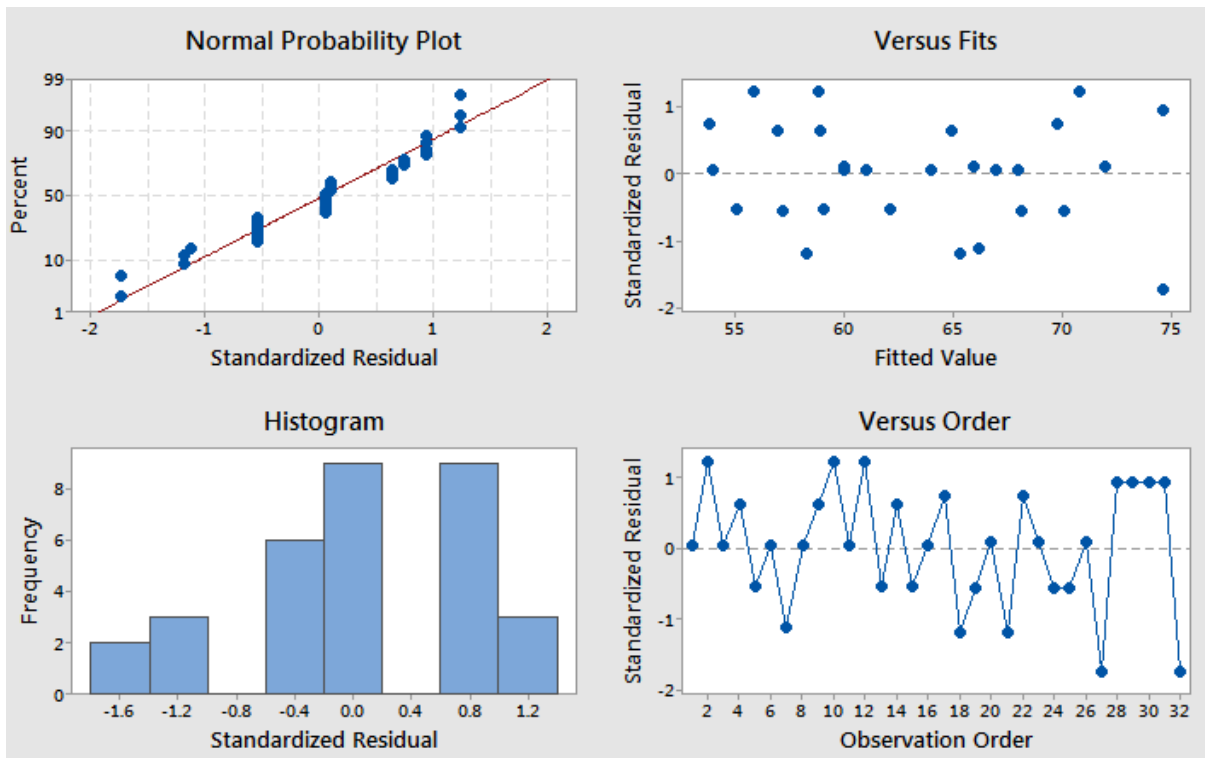 Normal Probability Plot
99
90
50
10
1
Percent
-2 -1 0 1 2
Standardized Residual
Versus Fits
1
0
-1
-2
Standardized Residual
55 60 65 70 75
Fitted Value
Histogram
8
6
4
2
0
Frequency
-1.6 -1.2 -0.8 -0.4 0.0 0.4 0.8 1.2
Standardized Residual
Versus Order
1
0
-1
-2
Standardized Residual
2 4 6 8 10 12 14 16 18 20 22 24 26 28 30 32
Observation Order